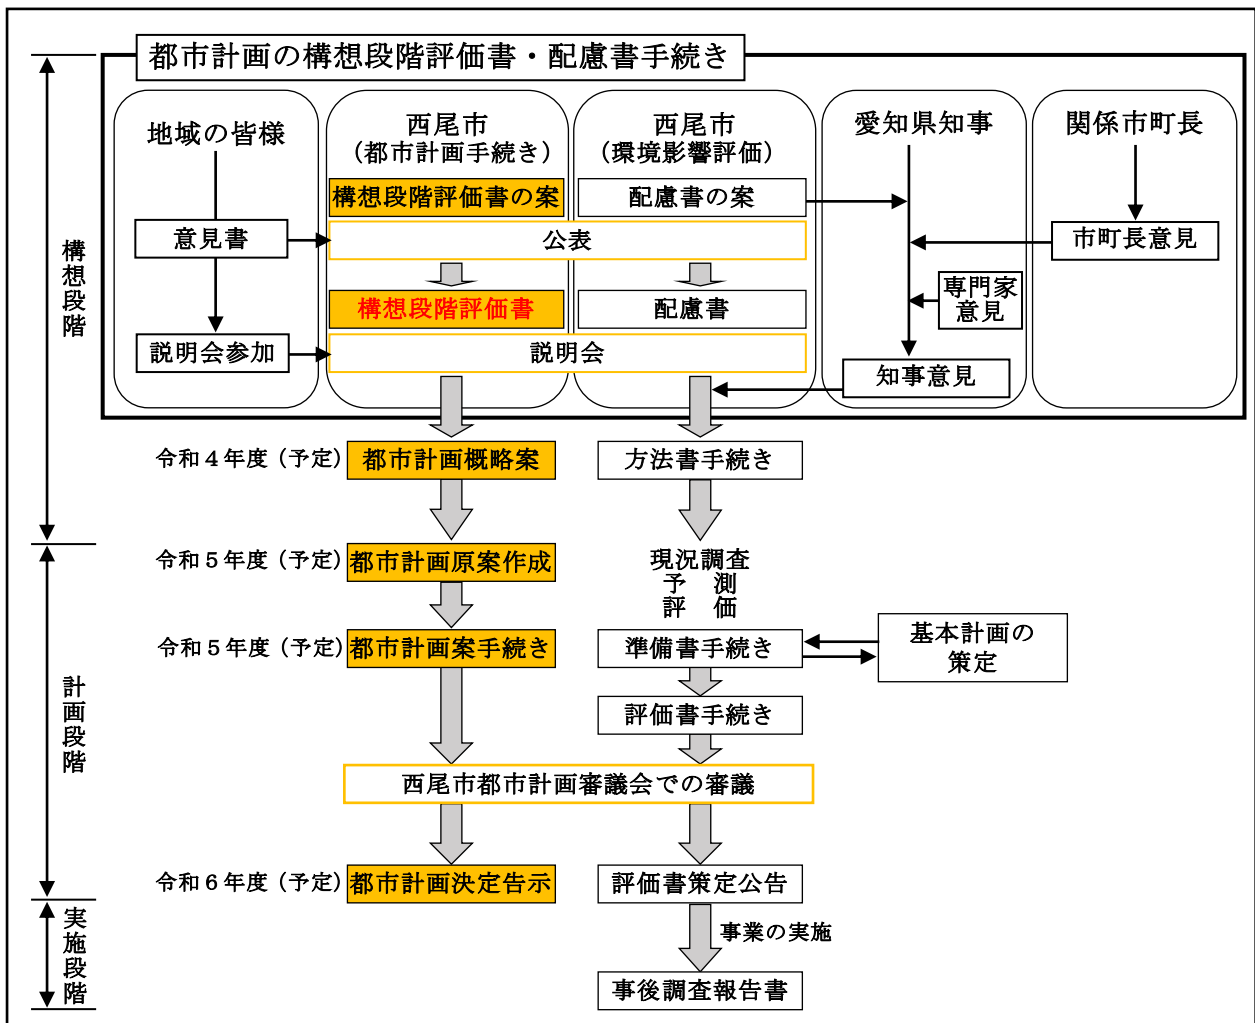 都市計画の構想段階評価書・配慮書手続き
地域の皆様
西尾市
（都市計画手続き）
西尾市
（環境影響評価）
愛知県知事
関係市町長
構想段階評価書の案
配慮書の案
意見書
公表
市町長意見
専門家
意見
構想段階評価書
配慮書
説明会参加
説明会
知事意見
構想段階
令和４年度（予定）
都市計画概略案
方法書手続き
令和５年度（予定）
都市計画原案作成
現況調査
予　測
評　価
令和５年度（予定）
都市計画案手続き
準備書手続き
基本計画の
策定
計画段階
評価書手続き
西尾市都市計画審議会での審議
令和６年度（予定）
都市計画決定告示
評価書策定公告
実施段階
事業の実施
事後調査報告書